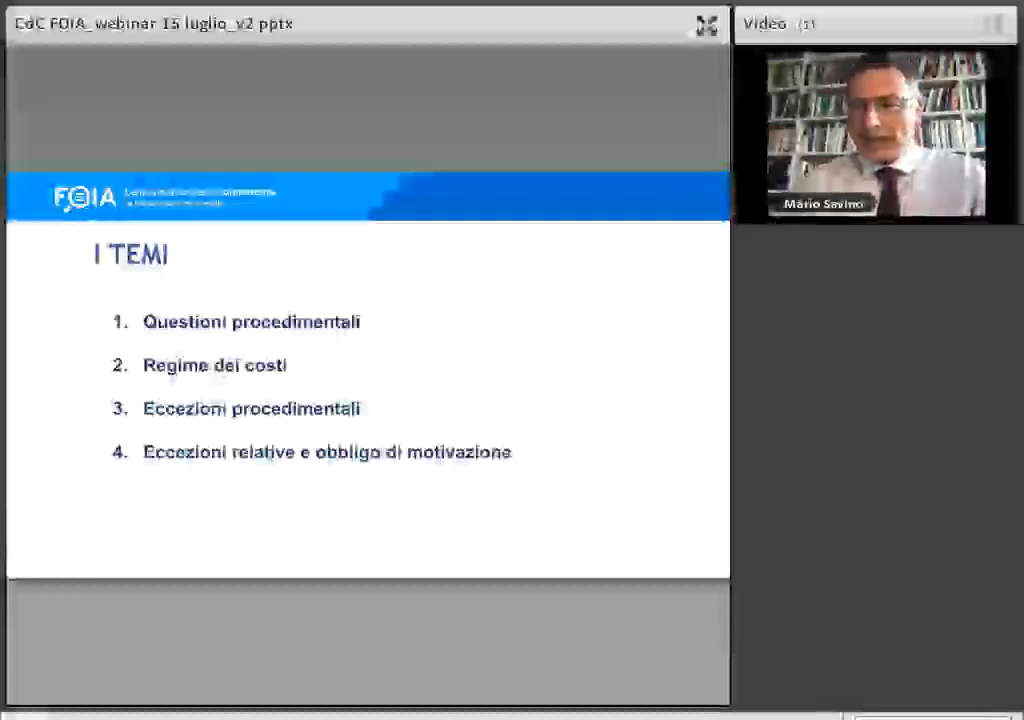 CdC FOIA_webinar 15 luglio_v2 pptx
Video (1)
Mario Savino
FOIA
I TEMI
1. Questioni procedimentali
2. Regime dei costi
3. Eccezioni procedimentali
4. Eccezioni relative e obbligo di motivazione